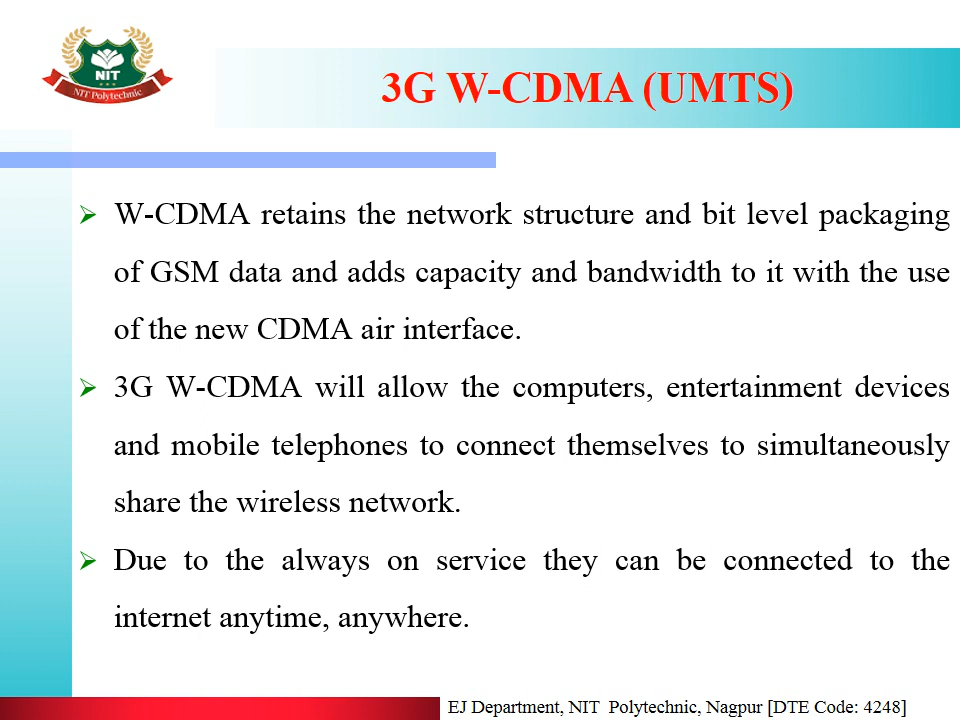 NIT
NIT Polytechnic
3G W-CDMA (UMTS)
W-CDMA retains the network structure and bit level packaging
of GSM data and adds capacity and bandwidth to it with the use
of the new CDMA air interface.
3G W-CDMA will allow the computers, entertainment devices
and mobile telephones to connect themselves to simultaneously
share the wireless network.
Due to the always on service they can be connected to the
internet anytime, anywhere.
EJ Department, NIT Polytechnic, Nagpur [DTE Code: 4248]